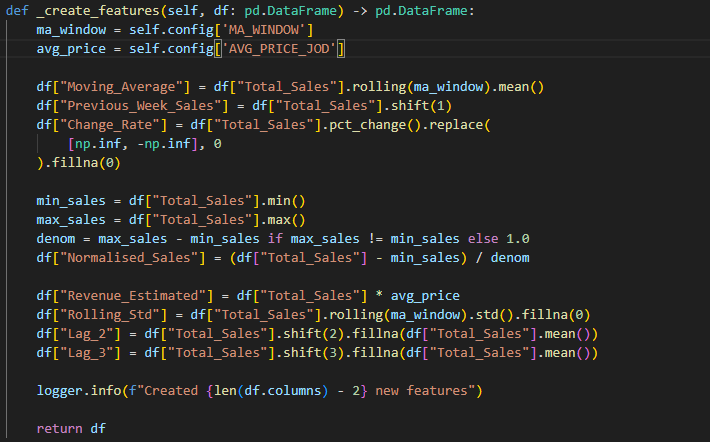 def _create_features(self, df: pd.DataFrame) -> pd.DataFrame:
    ma_window = self.config['MA_WINDOW']
    avg_price = self.config['AVG_PRICE_JOD']

    df["Moving_Average"] = df["Total_Sales"].rolling(ma_window).mean()
    df["Previous_Week_Sales"] = df["Total_Sales"].shift(1)
    df["Change_Rate"] = df["Total_Sales"].pct_change().replace(
        [np.inf, -np.inf], 0
    ).fillna(0)

    min_sales = df["Total_Sales"].min()
    max_sales = df["Total_Sales"].max()
    denom = max_sales - min_sales if max_sales != min_sales else 1.0
    df["Normalised_Sales"] = (df["Total_Sales"] - min_sales) / denom

    df["Revenue_Estimated"] = df["Total_Sales"] * avg_price
    df["Rolling_Std"] = df["Total_Sales"].rolling(ma_window).std().fillna(0)
    df["Lag_2"] = df["Total_Sales"].shift(2).fillna(df["Total_Sales"].mean())
    df["Lag_3"] = df["Total_Sales"].shift(3).fillna(df["Total_Sales"].mean())

    logger.info(f"Created {len(df.columns) - 2} new features")

    return df